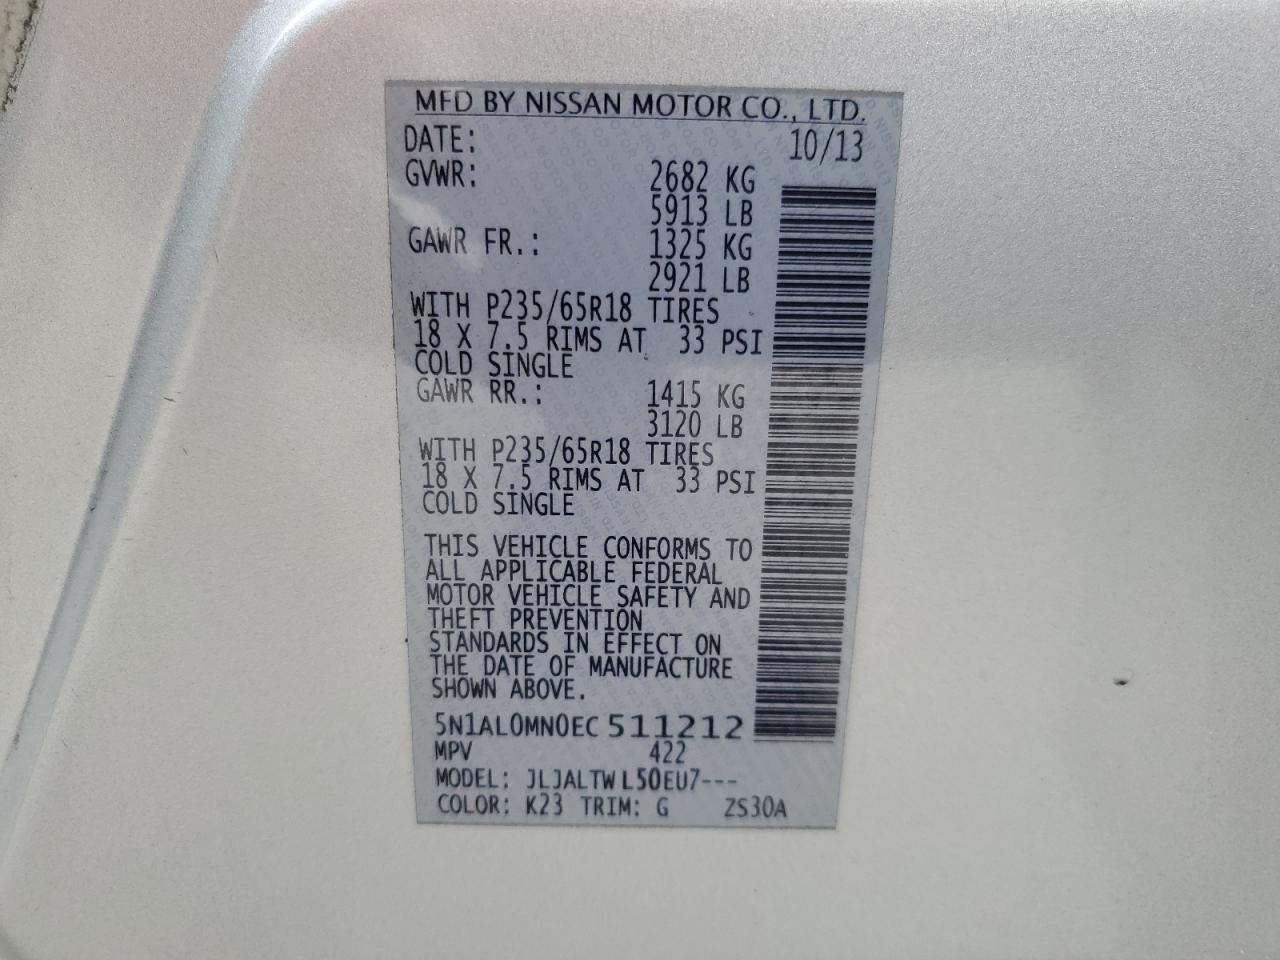 MFD BY NISSAN MOTOR CO., LTD.
DATE: 10/13
GVWR: 2682 KG
5913 LB
GAWR FR.: 1325 KG
2921 LB
WITH P235/65R18 TIRES
18 X 7.5 RIMS AT 33 PSI
COLD SINGLE
GAWR RR.: 1415 KG
3120 LB
WITH P235/65R18 TIRES
18 X 7.5 RIMS AT 33 PSI
COLD SINGLE
THIS VEHICLE CONFORMS TO
ALL APPLICABLE FEDERAL
MOTOR VEHICLE SAFETY AND
THEFT PREVENTION
STANDARDS IN EFFECT ON
THE DATE OF MANUFACTURE
SHOWN ABOVE.
5N1AL0MN0EC511212
MPV 422
MODEL: JLJALTWL50EU7---
COLOR: K23 TRIM: G ZS30A